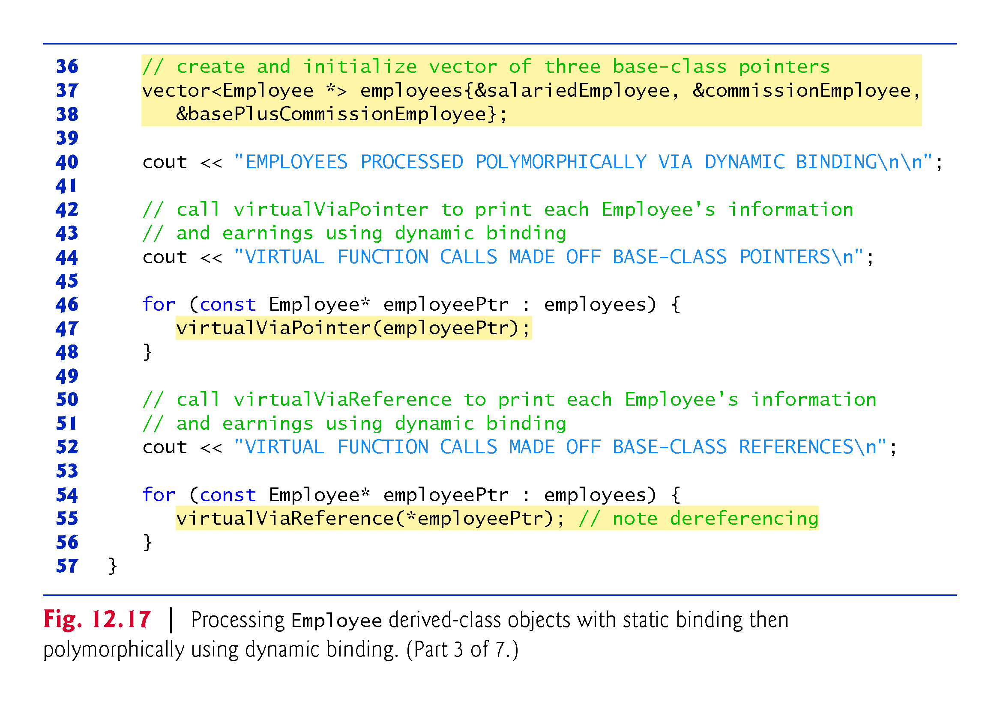 36 // create and initialize vector of three base-class pointers
37 vector<Employee *> employees{&salariedEmployee, &commissionEmployee,
38 &basePlusCommissionEmployee};
39
40 cout << "EMPLOYEES PROCESSED POLYMORPHICALLY VIA DYNAMIC BINDING\n\n";
41
42 // call virtualViaPointer to print each Employee's information
43 // and earnings using dynamic binding
44 cout << "VIRTUAL FUNCTION CALLS MADE OFF BASE-CLASS POINTERS\n";
45
46 for (const Employee* employeePtr : employees) {
47 virtualViaPointer(employeePtr);
48 }
49
50 // call virtualViaReference to print each Employee's information
51 // and earnings using dynamic binding
52 cout << "VIRTUAL FUNCTION CALLS MADE OFF BASE-CLASS REFERENCES\n";
53
54 for (const Employee* employeePtr : employees) {
55 virtualViaReference(*employeePtr); // note dereferencing
56 }
57 }
Fig. 12.17 | Processing Employee derived-class objects with static binding then
polymorphically using dynamic binding. (Part 3 of 7.)